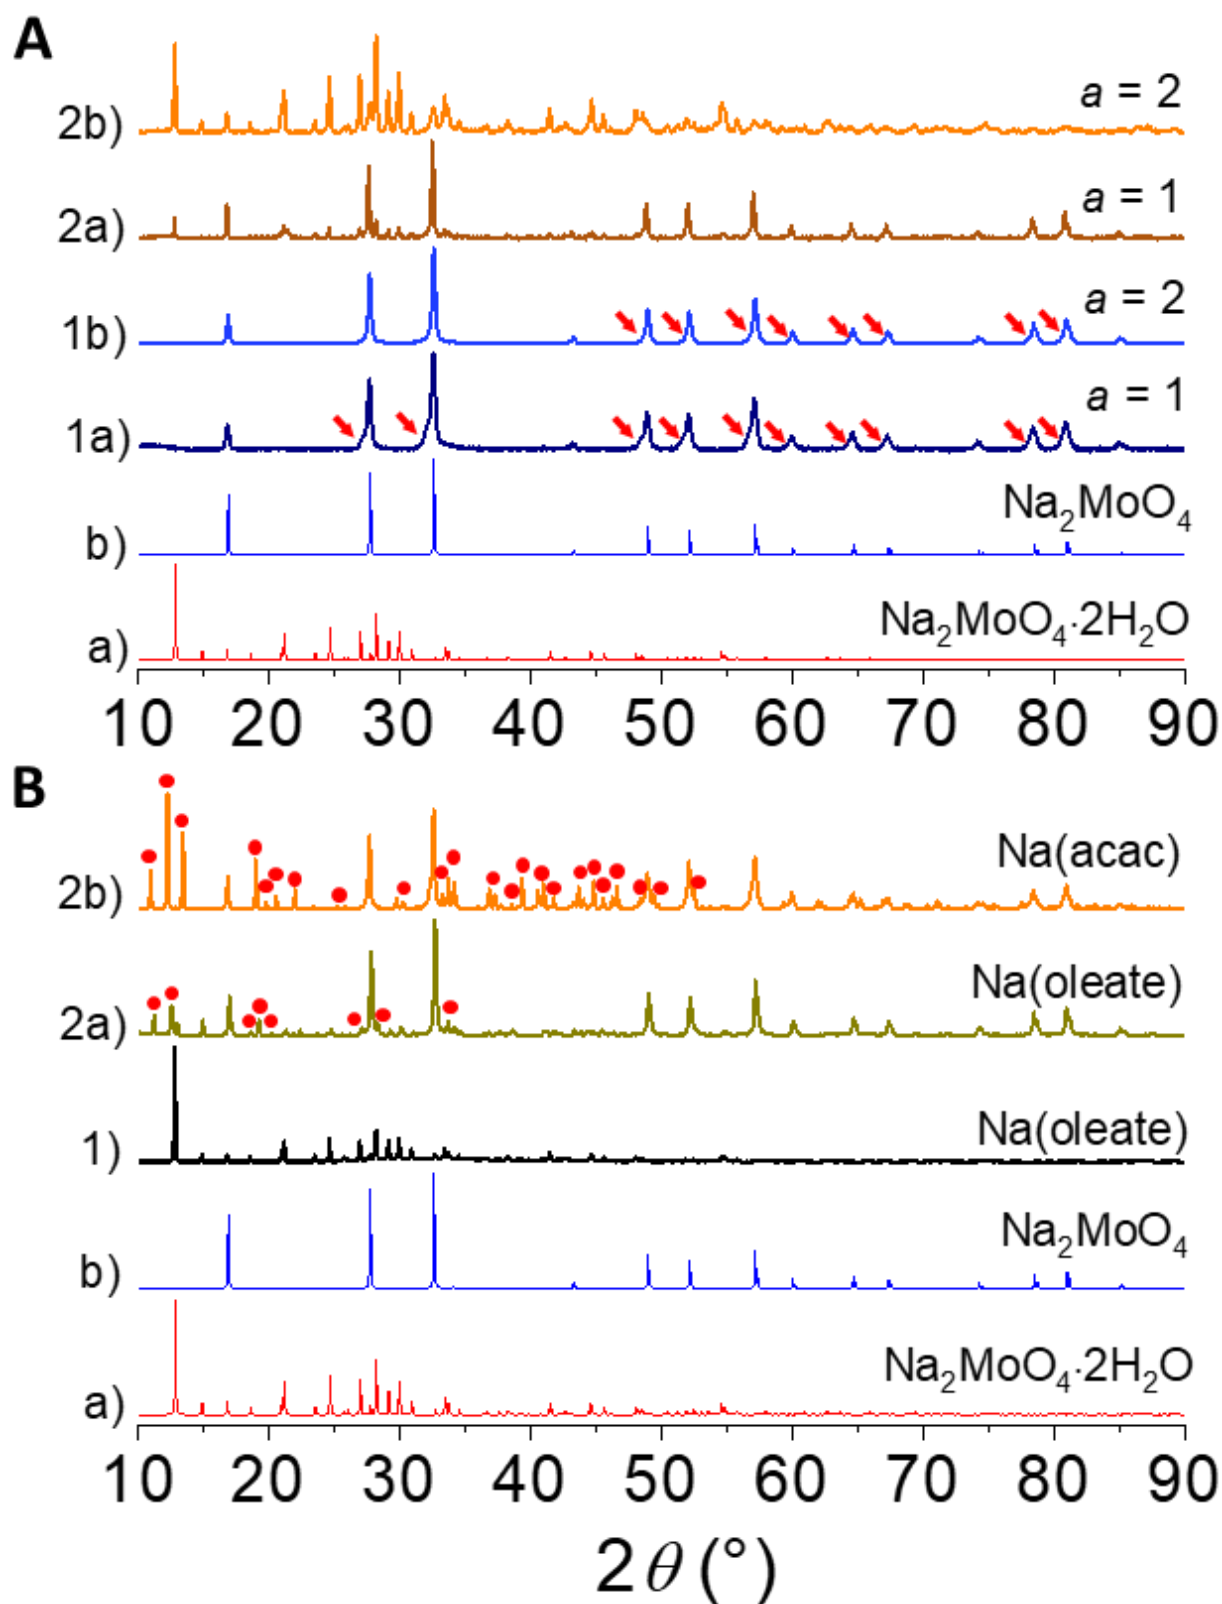 A
2b) a = 2
2a) a = 1
1b) a = 2
1a) a = 1
b) Na₂MoO₄
a) Na₂MoO₄·2H₂O
10 20 30 40 50 60 70 80 90
B
2b) Na(acac)
2a) Na(oleate)
1) Na(oleate)
b) Na₂MoO₄
a) Na₂MoO₄·2H₂O
10 20 30 40 50 60 70 80 90
2θ (°)